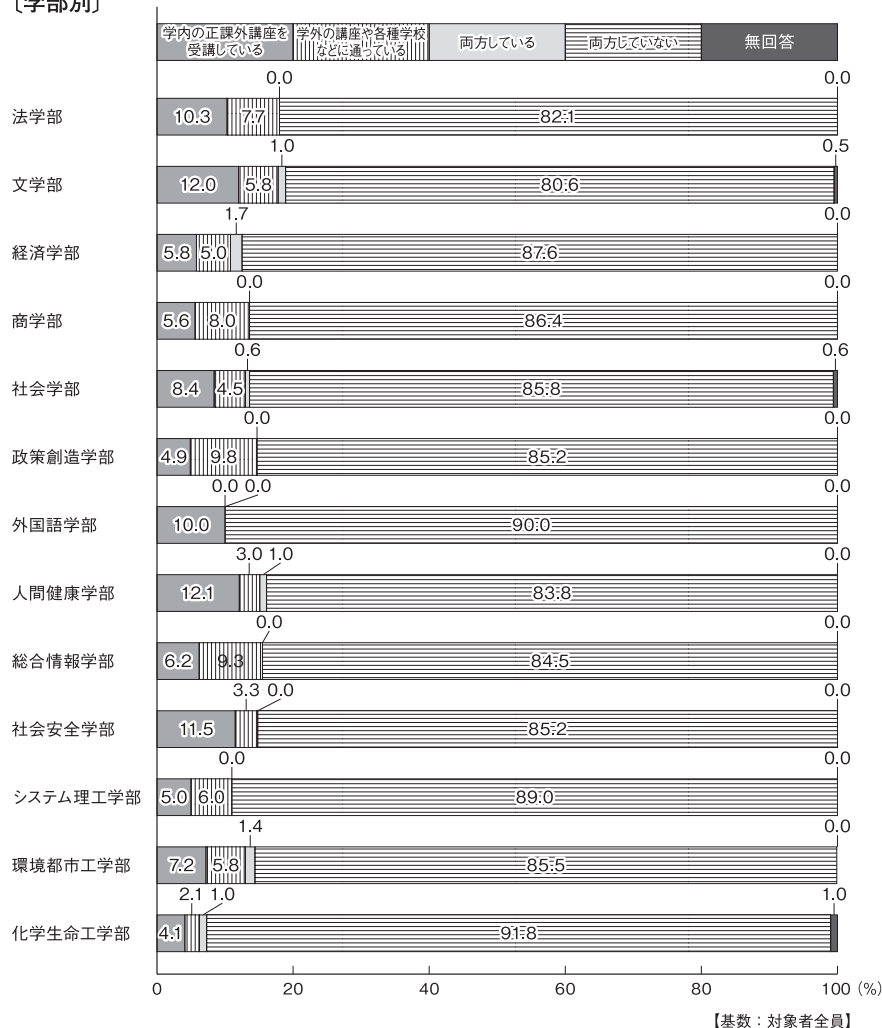 〔学部別〕
学内の正課外講座を
受講している
学外の講座や各種学校
などに通っている
両方している
両方していない
無回答
0.0 0.0
法学部 10.3 7.7 82.1
1.0 0.5
文学部 12.0 5.8 80.6
1.7 0.0
経済学部 5.8 5.0 87.6
0.0 0.0
商学部 5.6 8.0 86.4
0.6 0.6
社会学部 8.4 4.5 85.8
0.0 0.0
政策創造学部 4.9 9.8 85.2
0.0 0.0 0.0
外国語学部 10.0 90.0
3.0 1.0 0.0
人間健康学部 12.1 83.8
0.0 0.0
総合情報学部 6.2 9.3 84.5
3.3 0.0 0.0
社会安全学部 11.5 85.2
0.0 0.0
システム理工学部 5.0 6.0 89.0
1.4 0.0
環境都市工学部 7.2 5.8 85.5
2.1 1.0 1.0
化学生命工学部 4.1 91.8
0 20 40 60 80 100 (%)
【基数：対象者全員】